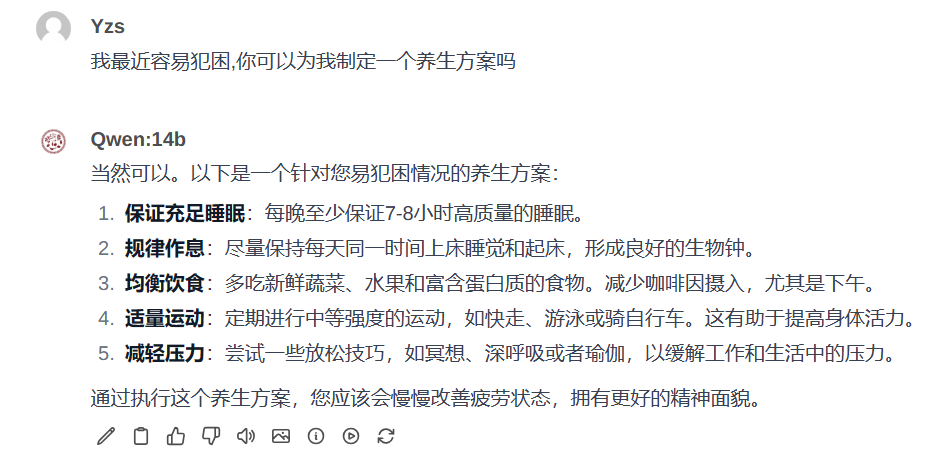 Yzs
我最近容易犯困,你可以为我制定一个养生方案吗
Qwen:14b
当然可以。以下是一个针对您易犯困情况的养生方案：
1. 保证充足睡眠：每晚至少保证7-8小时高质量的睡眠。
2. 规律作息：尽量保持每天同一时间上床睡觉和起床，形成良好的生物钟。
3. 均衡饮食：多吃新鲜蔬菜、水果和富含蛋白质的食物。减少咖啡因摄入，尤其是下午。
4. 适量运动：定期进行中等强度的运动，如快走、游泳或骑自行车。这有助于提高身体活力。
5. 减轻压力：尝试一些放松技巧，如冥想、深呼吸或者瑜伽，以缓解工作和生活中的压力。
通过执行这个养生方案，您应该会慢慢改善疲劳状态，拥有更好的精神面貌。